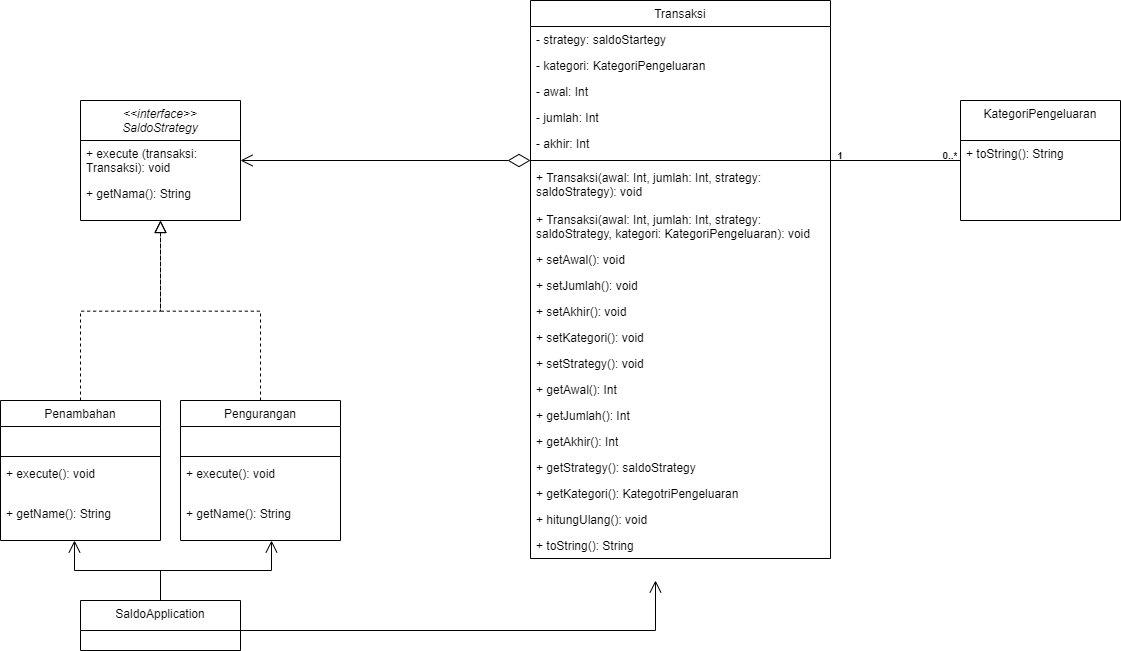 Transaksi
- strategy: saldoStartegy
- kategori: KategoriPengeluaran
- awal: Int
- jumlah: Int
- akhir: Int
+ Transaksi(awal: Int, jumlah: Int, strategy:
saldoStrategy): void
+ Transaksi(awal: Int, jumlah: Int, strategy:
saldoStrategy, kategori: KategoriPengeluaran): void
+ setAwal(): void
+ setJumlah(): void
+ setAkhir(): void
+ setKategori(): void
+ setStrategy(): void
+ getAwal(): Int
+ getJumlah(): Int
+ getAkhir(): Int
+ getStrategy(): saldoStrategy
+ getKategori(): KategotriPengeluaran
+ hitungUlang(): void
+ toString(): String
<<interface>>
SaldoStrategy
+ execute (transaksi:
Transaksi): void
+ getNama(): String
1
0..*
KategoriPengeluaran
+ toString(): String
Penambahan
+ execute(): void
+ getName(): String
Pengurangan
+ execute(): void
+ getName(): String
SaldoApplication